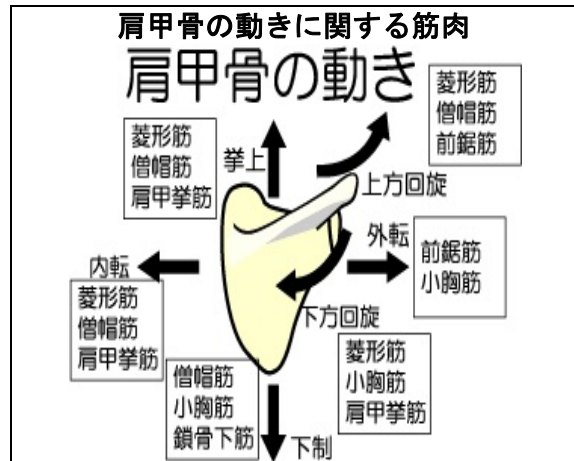 肩甲骨の動きに関する筋肉
肩甲骨の動き
菱形筋
僧帽筋
肩甲挙筋
挙上
菱形筋
僧帽筋
前鋸筋
上方回旋
内転
菱形筋
僧帽筋
肩甲挙筋
外転
前鋸筋
小胸筋
下方回旋
菱形筋
小胸筋
肩甲挙筋
僧帽筋
小胸筋
鎖骨下筋
下制